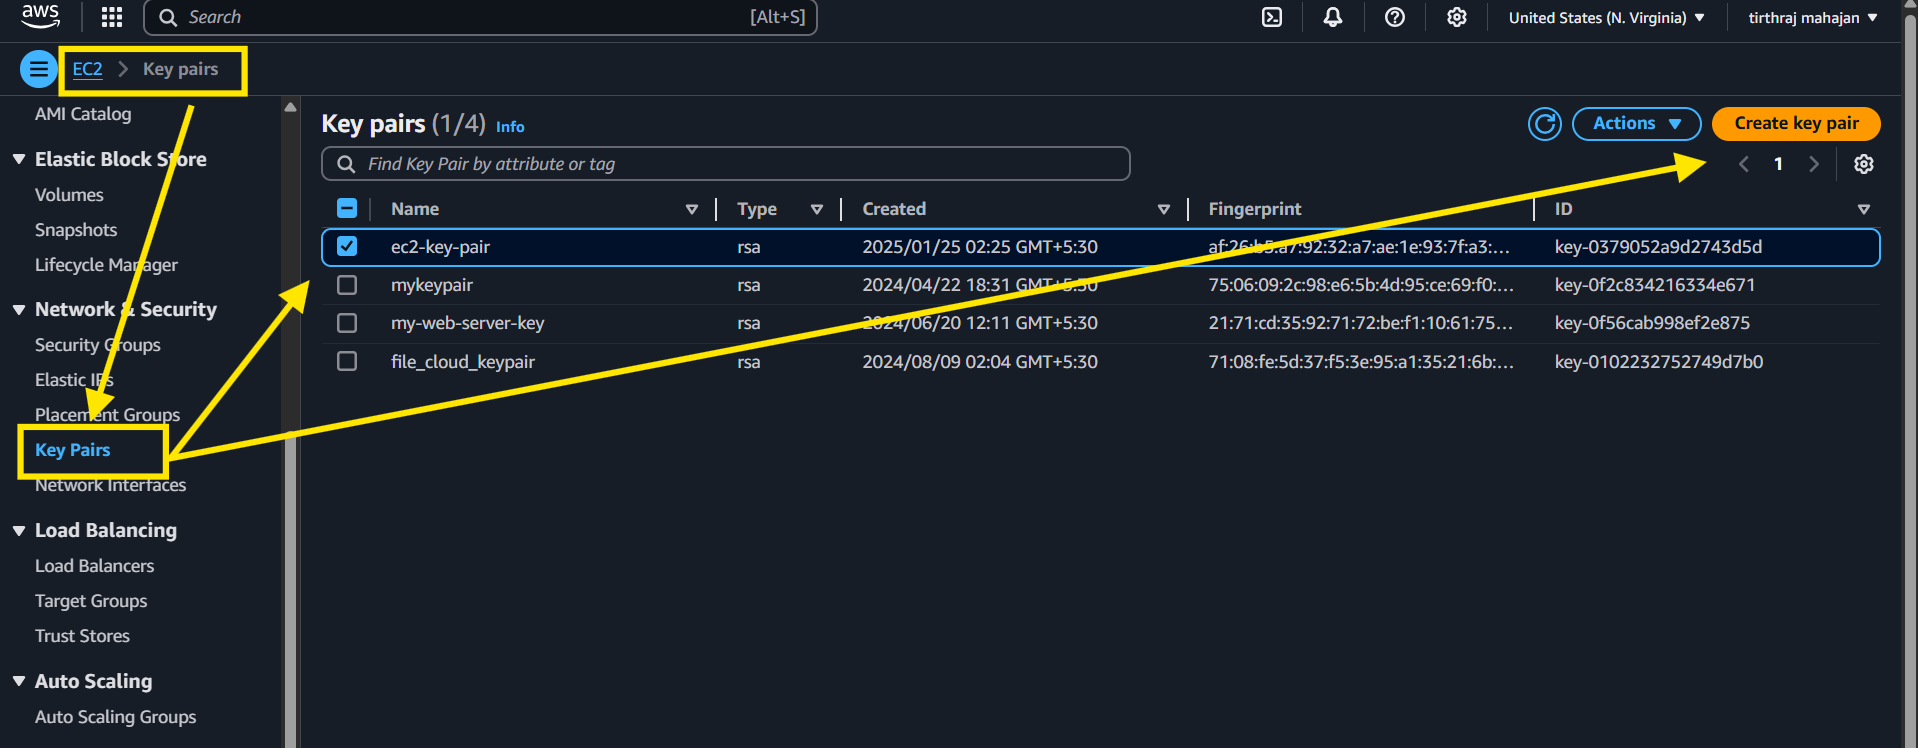 aws Search [Alt+S] United States (N. Virginia) tirthraj mahajan
EC2 Key pairs
AMI Catalog
Elastic Block Store
Volumes
Snapshots
Lifecycle Manager
Network & Security
Security Groups
Elastic IPs
Placement Groups
Key Pairs
Network Interfaces
Load Balancing
Load Balancers
Target Groups
Trust Stores
Auto Scaling
Auto Scaling Groups
Key pairs (1/4) Info Actions Create key pair
Find Key Pair by attribute or tag 1
Name Type Created Fingerprint ID
ec2-key-pair rsa 2025/01/25 02:25 GMT+5:30 af:26:b5:a7:92:32:a7:ae:1e:93:7f:a3:... key-0379052a9d2743d5d
mykeypair rsa 2024/04/22 18:31 GMT+5:30 75:06:09:2c:98:e6:5b:4d:95:ce:69:f0:... key-0f2c834216334e671
my-web-server-key rsa 2024/06/20 12:11 GMT+5:30 21:71:cd:35:92:71:72:be:f1:10:61:75... key-0f56cab998ef2e875
file_cloud_keypair rsa 2024/08/09 02:04 GMT+5:30 71:08:fe:5d:37:f5:3e:95:a1:35:21:6b:... key-0102232752749d7b0